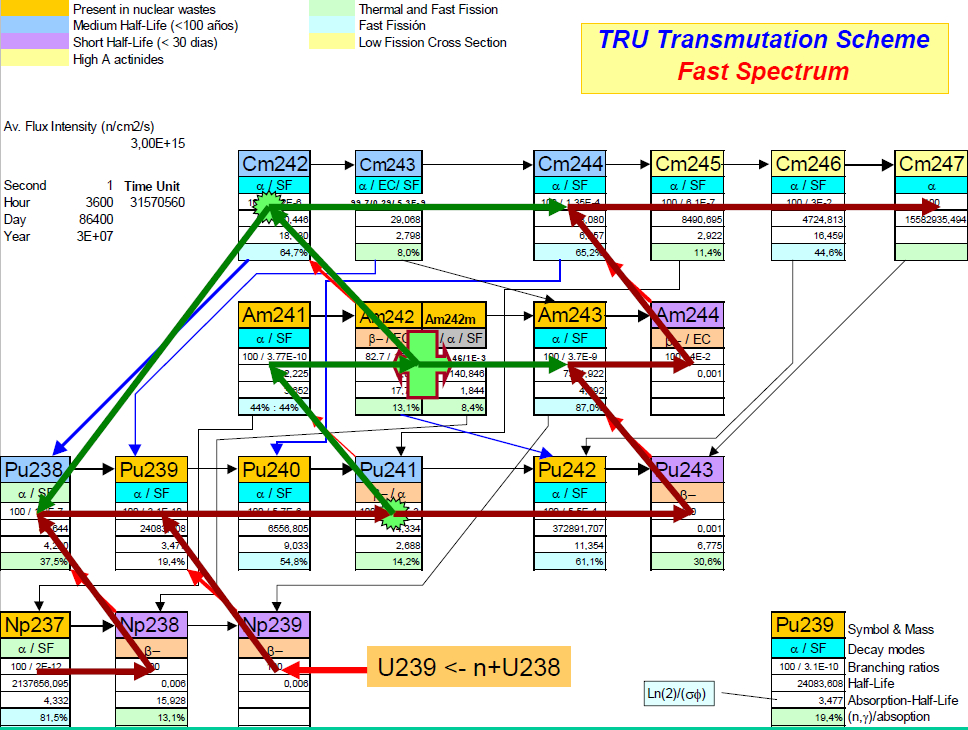 Present in nuclear wastes
Medium Half-Life (<100 años)
Short Half-Life (< 30 dias)
High A actinides
Thermal and Fast Fission
Fast Fissión
Low Fission Cross Section
TRU Transmutation Scheme
Fast Spectrum
Av. Flux Intensity (n/cm2/s)
3,00E+15
Second 1 Time Unit
Hour 3600 31570560
Day 86400
Year 3E+07
Cm242 Cm243 Cm244 Cm245 Cm246 Cm247
α / SF α / EC/ SF α / SF α / SF α / SF α
100 / 6.1E-7 100 / 3E-2
29,068 8490,695 4724,813 15582935,494
2,798 2,922 16,459
64,7% 8,0% 65,2% 11,4% 44,6%
Am241 Am242 Am242m Am243 Am244
α / SF β– / EC / α / SF α / SF β– / EC
100 / 3.77E-10 82.7 / 100 / 3.7E-9
140,846 0,001
1,844
44% : 44% 13,1% 8,4% 87,0%
Pu238 Pu239 Pu240 Pu241 Pu242 Pu243
α / SF α / SF α / SF β– / α α / SF β–
6556,805 372891,707 0,001
9,033 2,688 11,354 6,775
37,5% 19,4% 54,8% 14,2% 61,1% 30,6%
Np237 Np238 Np239
α / SF β– β–
100 / 2E-12
2137656,095 0,006 0,006
4,332 15,928
81,5% 13,1%
U239 <- n+U238
Ln(2)/(σϕ)
Pu239 Symbol & Mass
α / SF Decay modes
100 / 3.1E-10 Branching ratios
24083,608 Half-Life
3,477 Absorption-Half-Life
19,4% (n,γ)/absoption